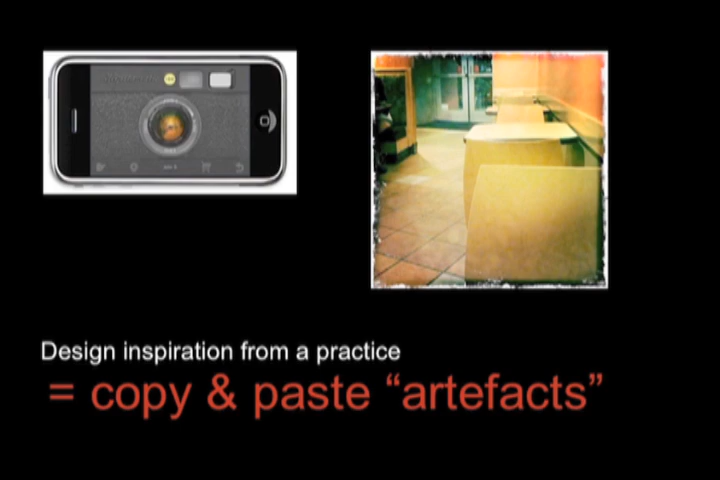 Design inspiration from a practice
= copy & paste “artefacts”